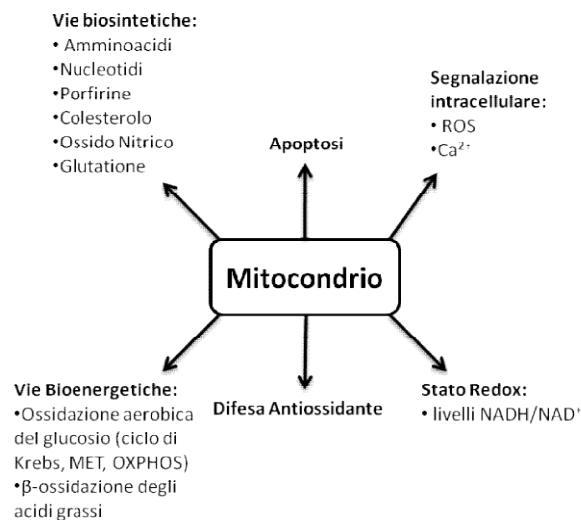 Vie biosintetiche:
• Amminoacidi
•Nucleotidi
•Porfirine
•Colesterolo
•Ossido Nitrico
•Glutatione
Apoptosi
Segnalazione
intracellulare:
• ROS
•Ca²⁺
Mitocondrio
Vie Bioenergetiche:
•Ossidazione aerobica
del glucosio (ciclo di
Krebs, MET, OXPHOS)
•β-ossidazione degli
acidi grassi
Difesa Antiossidante
Stato Redox:
• livelli NADH/NAD⁺